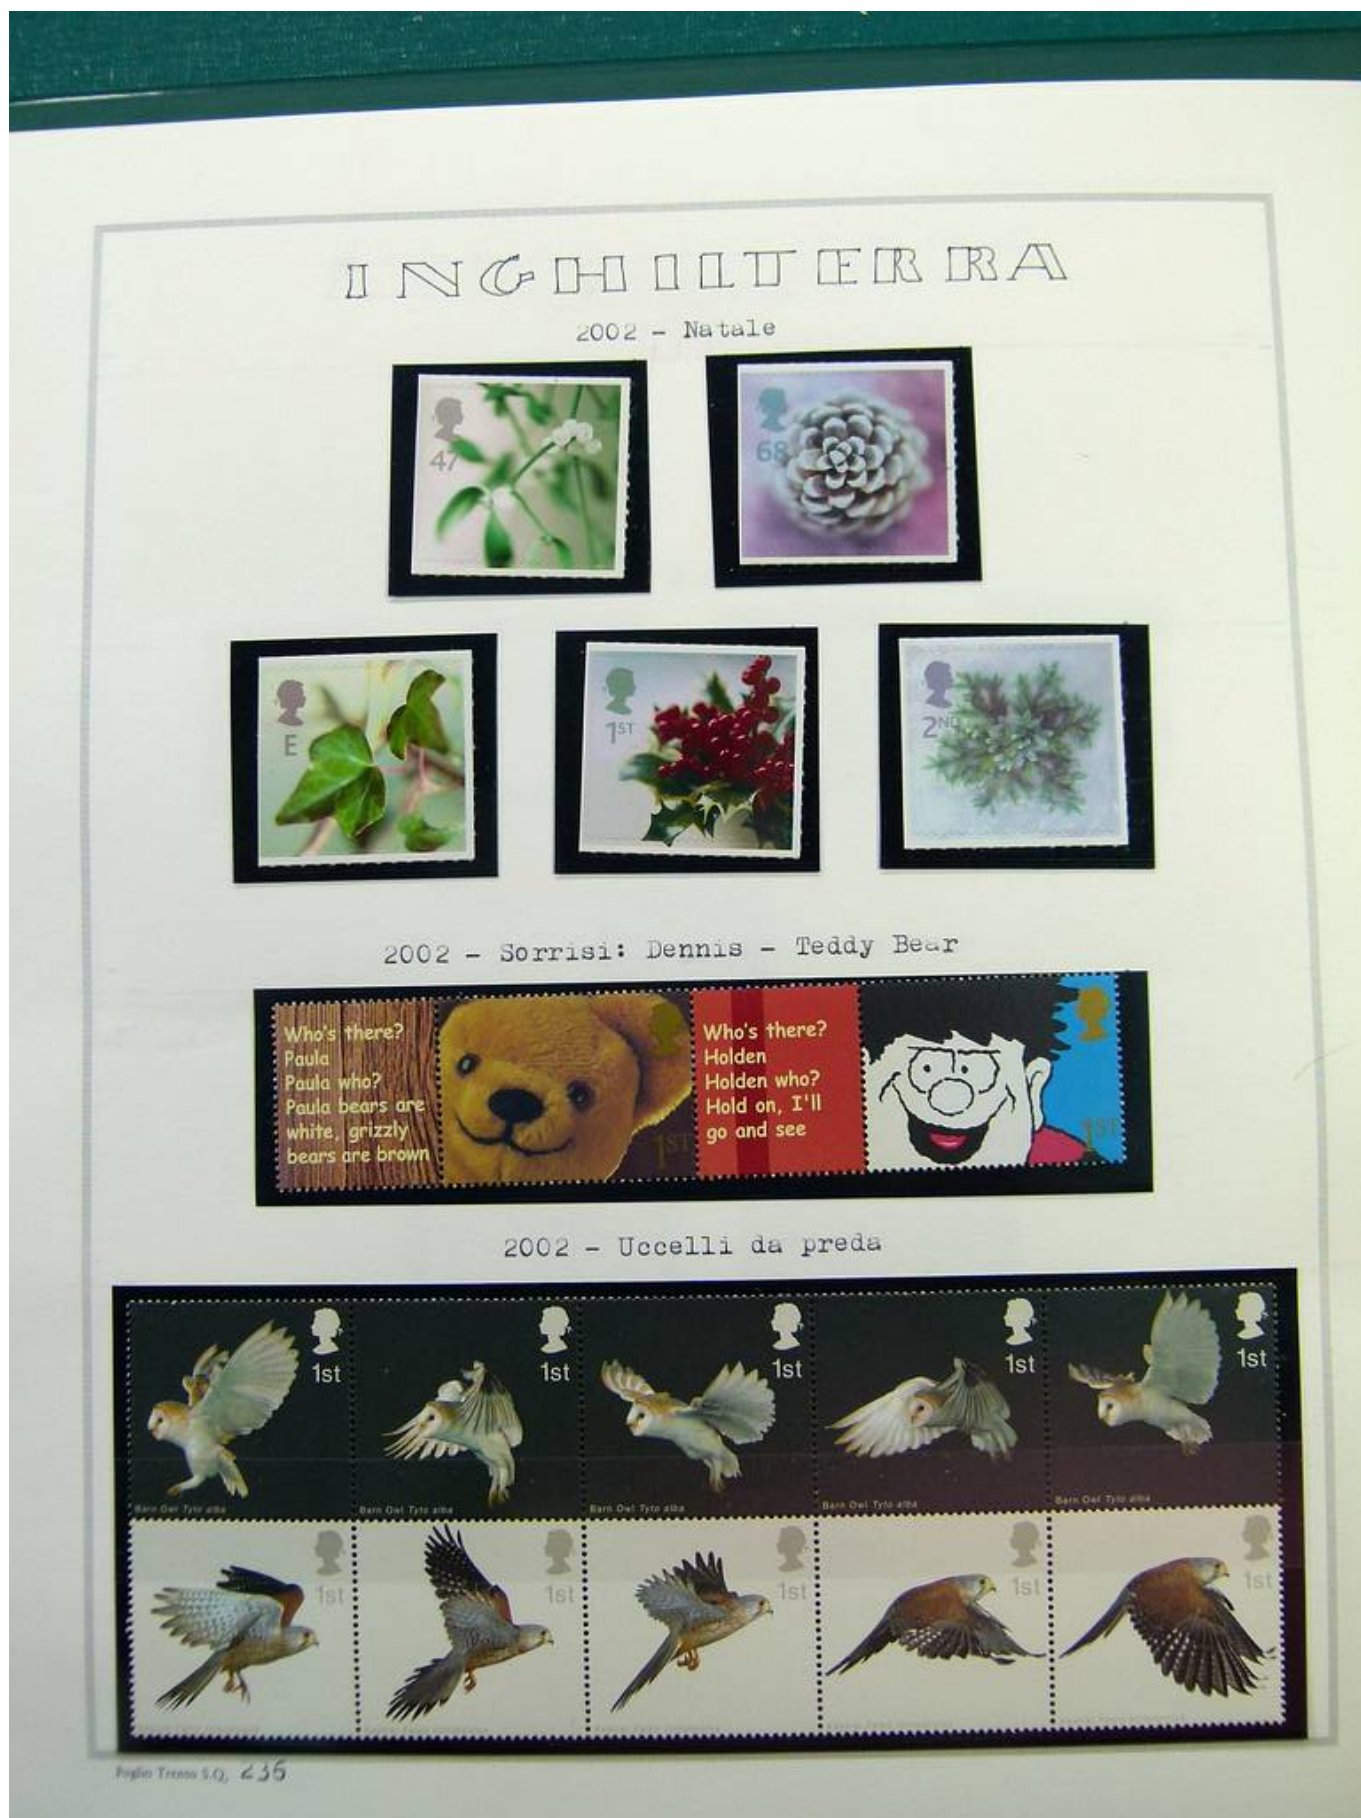 INGHILTERRA
2002 - Natale
47
68
E
1ST
2ND
2002 - Sorrisi: Dennis - Teddy Bear
Who's there?
Paula
Paula who?
Paula bears are
white, grizzly
bears are brown
1ST
Who's there?
Holden
Holden who?
Hold on, I'll
go and see
1ST
2002 - Uccelli da preda
1st
1st
1st
1st
1st
Barn Owl Tyto alba
Barn Owl Tyto alba
Barn Owl Tyto alba
Barn Owl Tyto alba
Barn Owl Tyto alba
1st
1st
1st
1st
1st
Foglio Trento S.Q, 236